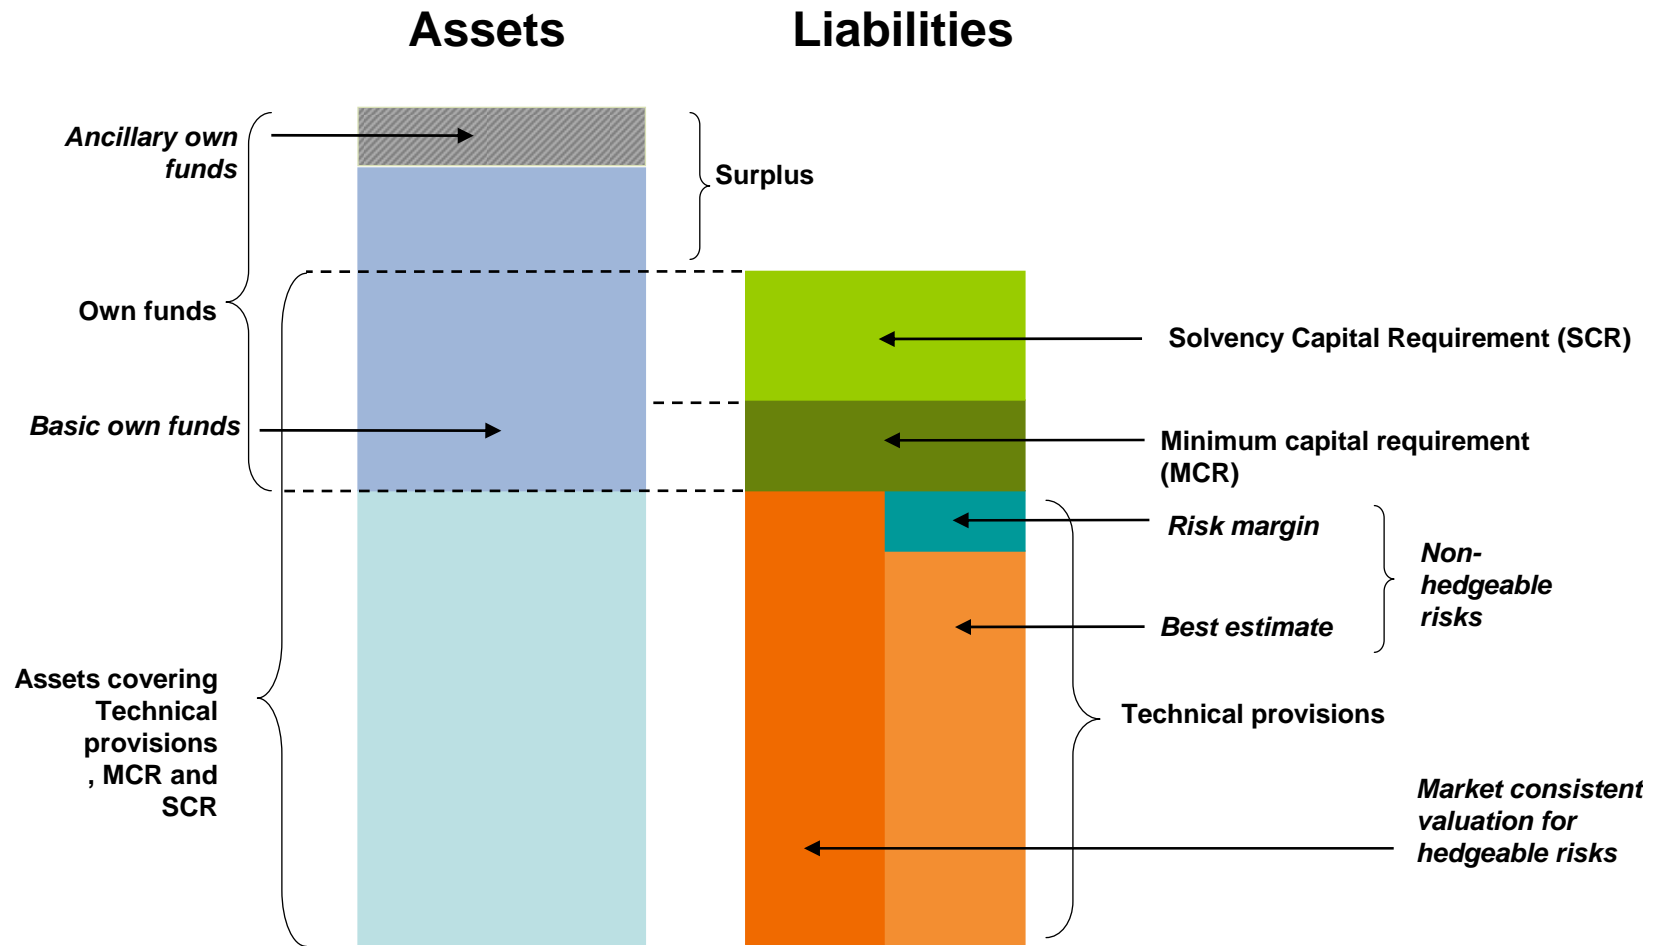 Assets
Liabilities
Ancillary own
funds
Surplus
Own funds
Solvency Capital Requirement (SCR)
Basic own funds
Minimum capital requirement
(MCR)
Risk margin
Non-
hedgeable
risks
Best estimate
Assets covering
Technical
provisions
, MCR and
SCR
Technical provisions
Market consistent
valuation for
hedgeable risks